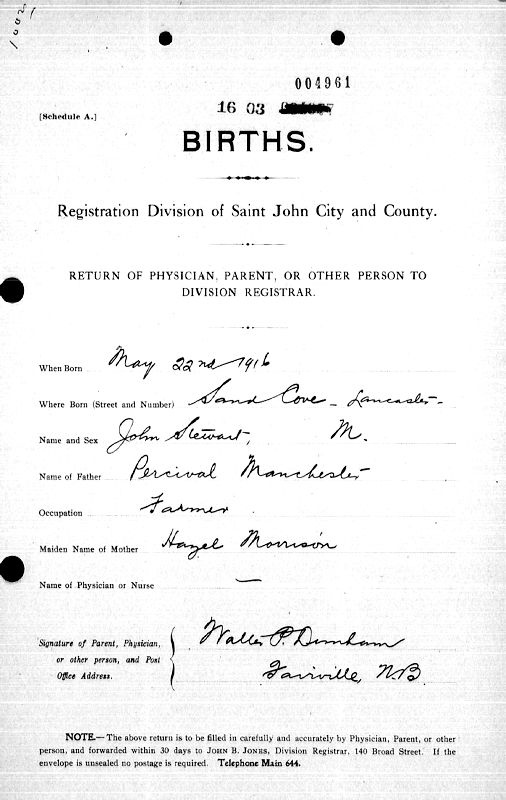 1002
004961
16 03
[Schedule A.]
BIRTHS.
Registration Division of Saint John City and County.
RETURN OF PHYSICIAN, PARENT, OR OTHER PERSON TO
DIVISION REGISTRAR.
When Born May 22nd 1916
Where Born (Street and Number) Sand Cove - Lancaster-
Name and Sex John Stewart, M.
Name of Father Percival Manchester
Occupation Farmer
Maiden Name of Mother Hazel Morrison
Name of Physician or Nurse —
Signature of Parent, Physician, Walter P.
or other person, and Post
Office Address. Fairville, N.B
NOTE.— The above return is to be filled in carefully and accurately by Physician, Parent, or other
person, and forwarded within 30 days to JOHN B. JONES, Division Registrar, 140 Broad Street. If the
envelope is unsealed no postage is required. Telephone Main 644.